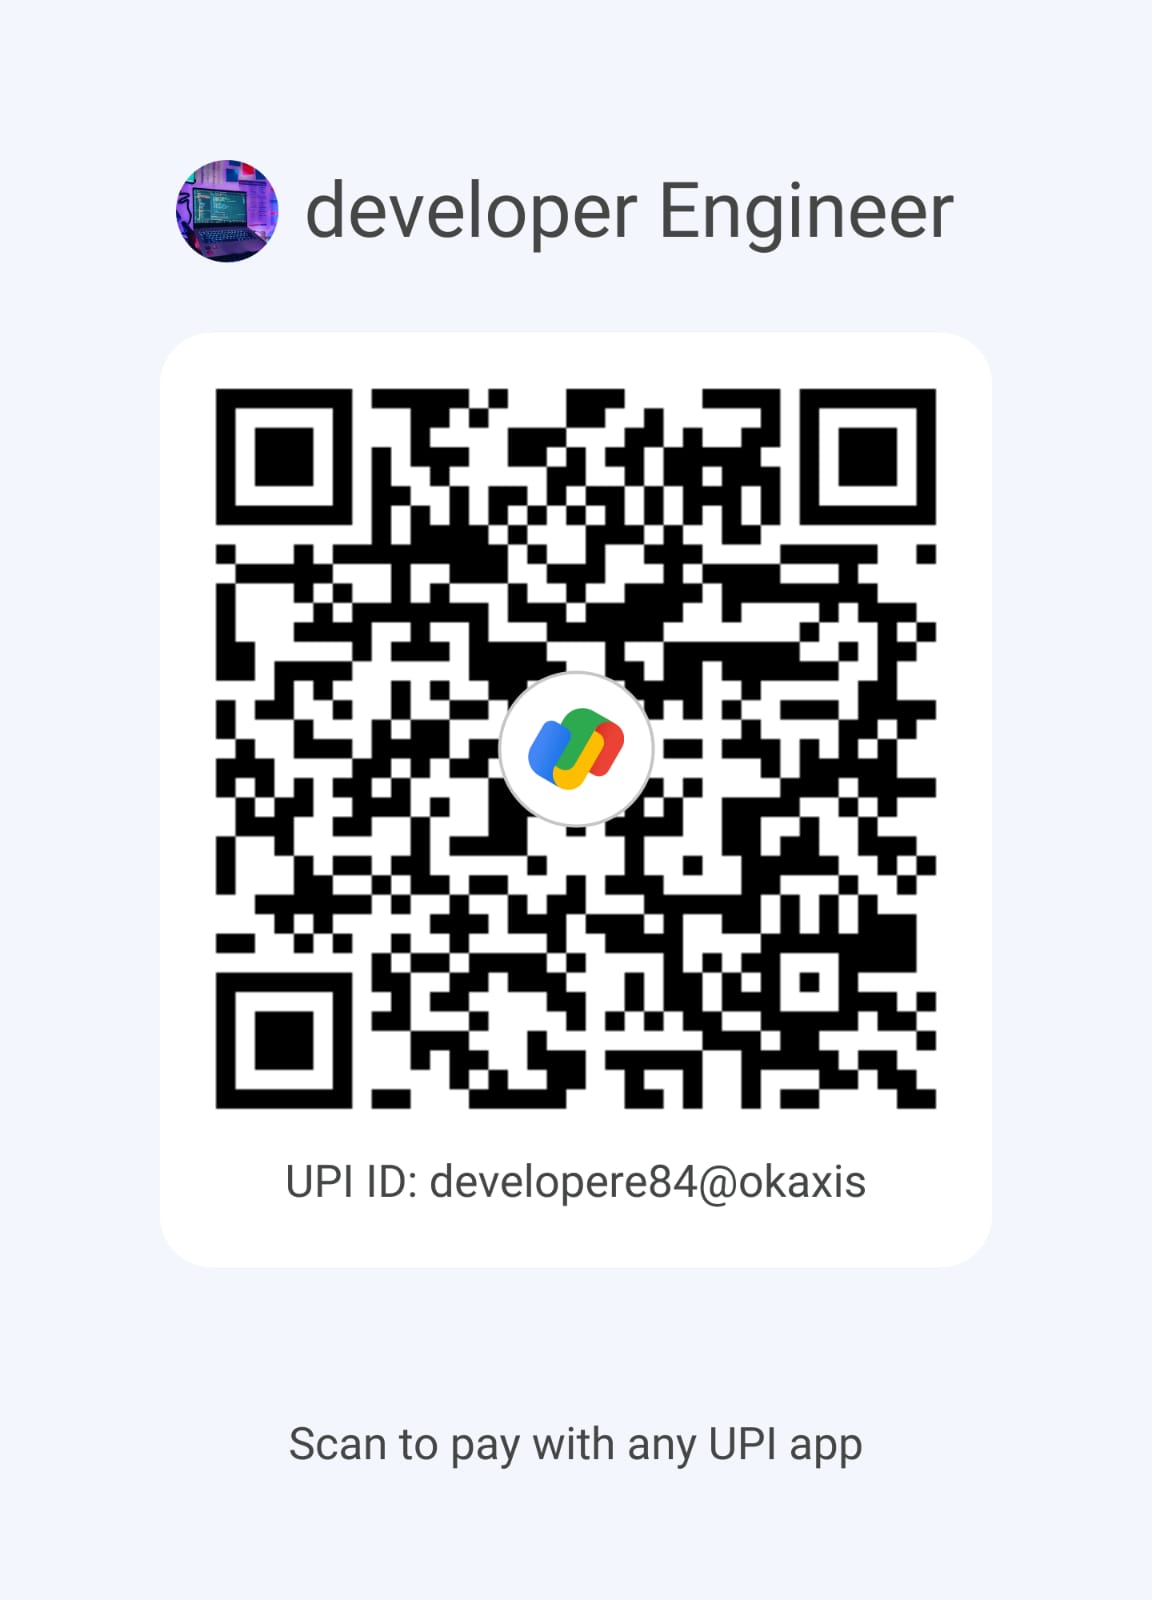 developer Engineer
UPI ID: developere84@okaxis
Scan to pay with any UPI app